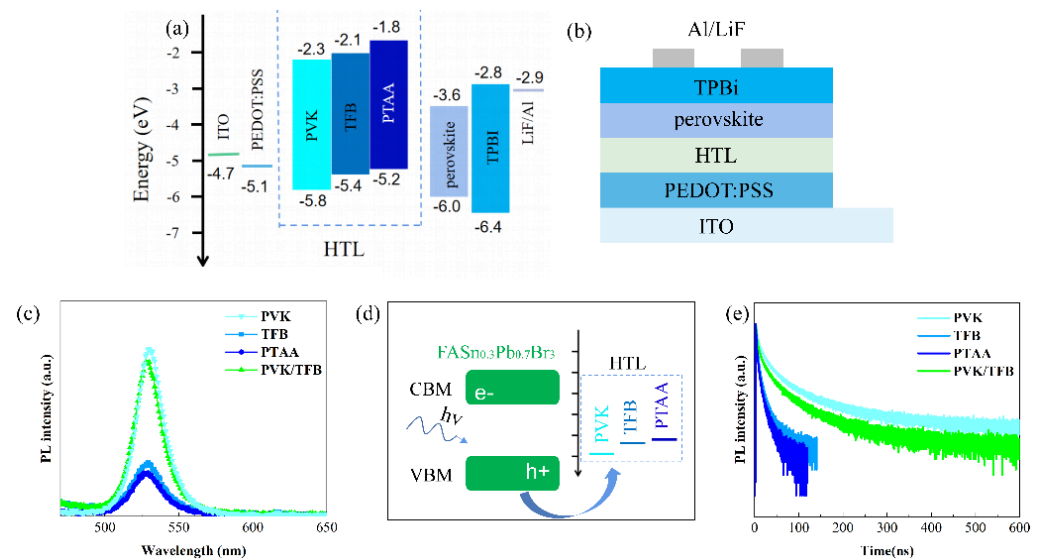 (a)
Energy (eV)
-2
-3
-4
-5
-6
-7
ITO
-4.7
PEDOT:PSS
-5.1
-2.3
PVK
-5.8
-2.1
TFB
-5.4
-1.8
PTAA
-5.2
HTL
-3.6
perovskite
-6.0
-2.8
TPBI
-6.4
-2.9
LiF/Al
(b)
Al/LiF
TPBi
perovskite
HTL
PEDOT:PSS
ITO
(c)
PL intensity (a.u.)
PVK
TFB
PTAA
PVK/TFB
500
550
600
650
Wavelength (nm)
(d)
FASn0.3Pb0.7Br3
CBM
e-
hν
VBM
h+
HTL
PVK
TFB
PTAA
(e)
PL intensity (a.u.)
PVK
TFB
PTAA
PVK/TFB
0
100
200
300
400
500
600
Time(ns)